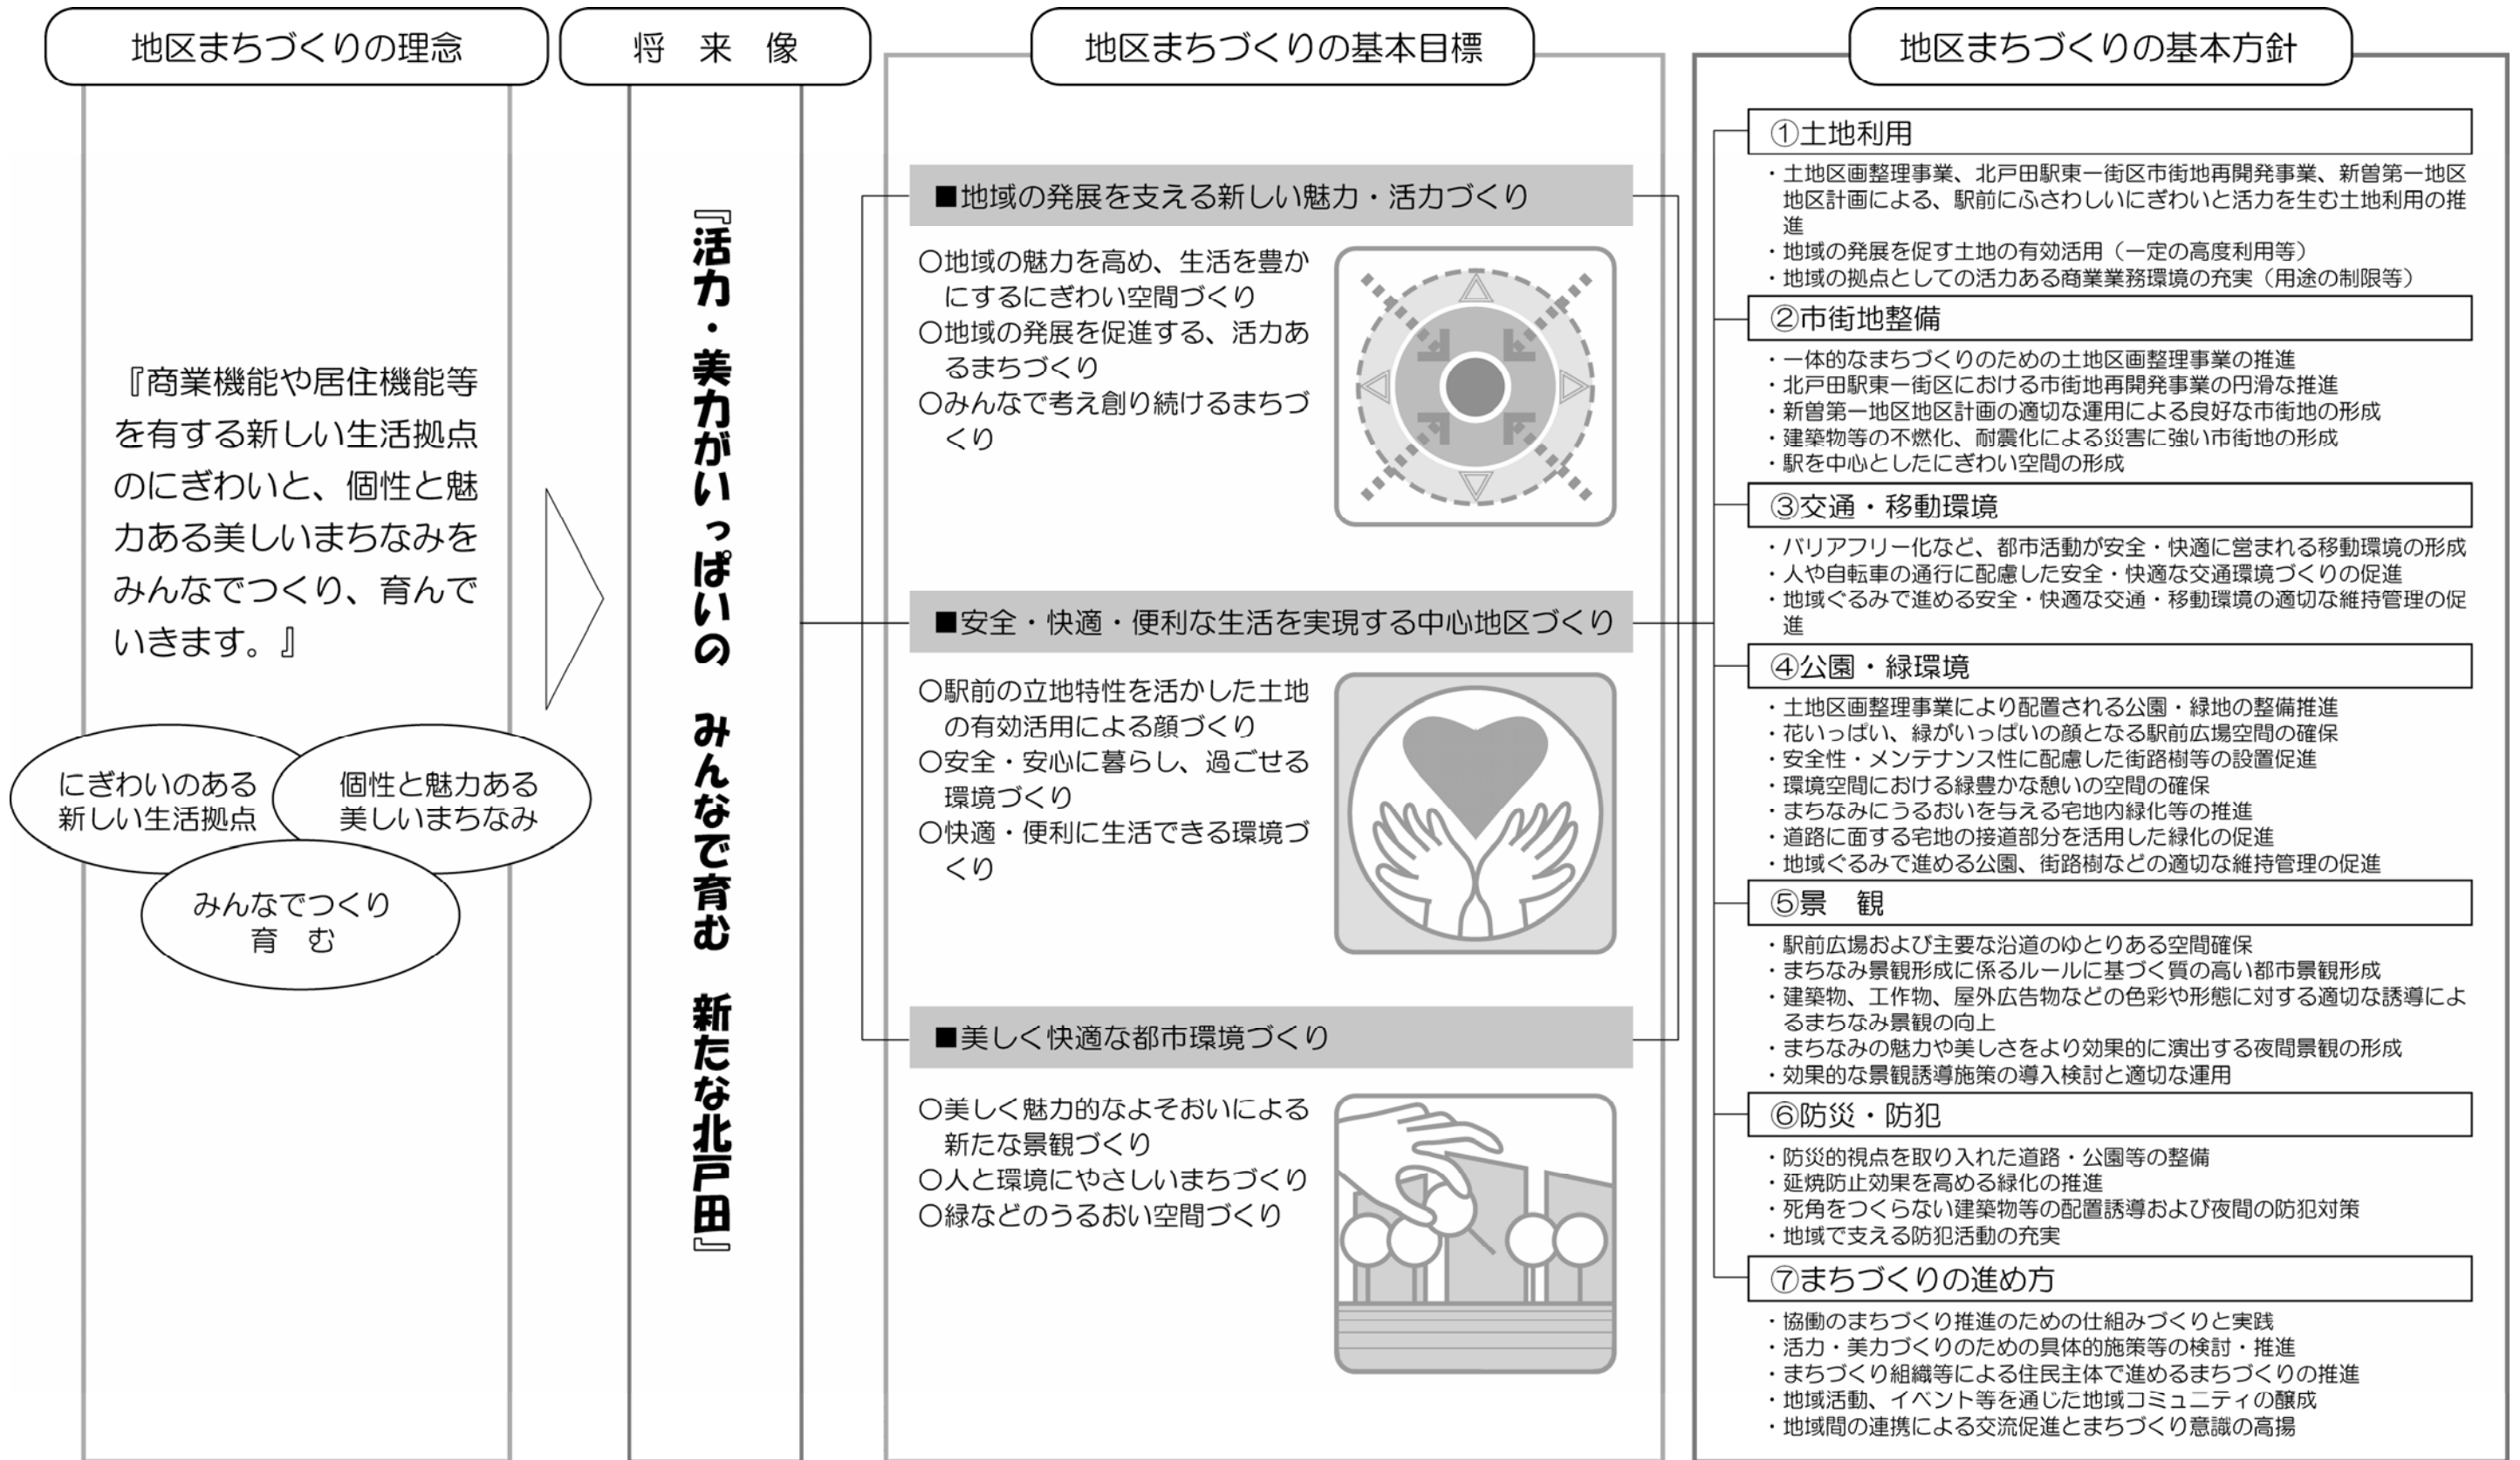 地区まちづくりの理念
『商業機能や居住機能等
を有する新しい生活拠点
のにぎわいと、個性と魅
力ある美しいまちなみを
みんなでつくり、育んで
いきます。』
にぎわいのある
新しい生活拠点
個性と魅力ある
美しいまちなみ
みんなでつくり
育　む
将　来　像
『活力・美力がいっぱいの　みんなで育む　新たな北戸田』
地区まちづくりの基本目標
■地域の発展を支える新しい魅力・活力づくり
○地域の魅力を高め、生活を豊か
にするにぎわい空間づくり
○地域の発展を促進する、活力あ
るまちづくり
○みんなで考え創り続けるまちづ
くり
■安全・快適・便利な生活を実現する中心地区づくり
○駅前の立地特性を活かした土地
の有効活用による顔づくり
○安全・安心に暮らし、過ごせる
環境づくり
○快適・便利に生活できる環境づ
くり
■美しく快適な都市環境づくり
○美しく魅力的なよそおいによる
新たな景観づくり
○人と環境にやさしいまちづくり
○緑などのうるおい空間づくり
地区まちづくりの基本方針
①土地利用
・土地区画整理事業、北戸田駅東一街区市街地再開発事業、新曽第一地区
地区計画による、駅前にふさわしいにぎわいと活力を生む土地利用の推
進
・地域の発展を促す土地の有効活用（一定の高度利用等）
・地域の拠点としての活力ある商業業務環境の充実（用途の制限等）
②市街地整備
・一体的なまちづくりのための土地区画整理事業の推進
・北戸田駅東一街区における市街地再開発事業の円滑な推進
・新曽第一地区地区計画の適切な運用による良好な市街地の形成
・建築物等の不燃化、耐震化による災害に強い市街地の形成
・駅を中心としたにぎわい空間の形成
③交通・移動環境
・バリアフリー化など、都市活動が安全・快適に営まれる移動環境の形成
・人や自転車の通行に配慮した安全・快適な交通環境づくりの促進
・地域ぐるみで進める安全・快適な交通・移動環境の適切な維持管理の促
進
④公園・緑環境
・土地区画整理事業により配置される公園・緑地の整備推進
・花いっぱい、緑がいっぱいの顔となる駅前広場空間の確保
・安全性・メンテナンス性に配慮した街路樹等の設置促進
・環境空間における緑豊かな憩いの空間の確保
・まちなみにうるおいを与える宅地内緑化等の推進
・道路に面する宅地の接道部分を活用した緑化の促進
・地域ぐるみで進める公園、街路樹などの適切な維持管理の促進
⑤景　観
・駅前広場および主要な沿道のゆとりある空間確保
・まちなみ景観形成に係るルールに基づく質の高い都市景観形成
・建築物、工作物、屋外広告物などの色彩や形態に対する適切な誘導によ
るまちなみ景観の向上
・まちなみの魅力や美しさをより効果的に演出する夜間景観の形成
・効果的な景観誘導施策の導入検討と適切な運用
⑥防災・防犯
・防災的視点を取り入れた道路・公園等の整備
・延焼防止効果を高める緑化の推進
・死角をつくらない建築物等の配置誘導および夜間の防犯対策
・地域で支える防犯活動の充実
⑦まちづくりの進め方
・協働のまちづくり推進のための仕組みづくりと実践
・活力・美力づくりのための具体的施策等の検討・推進
・まちづくり組織等による住民主体で進めるまちづくりの推進
・地域活動、イベント等を通じた地域コミュニティの醸成
・地域間の連携による交流促進とまちづくり意識の高揚